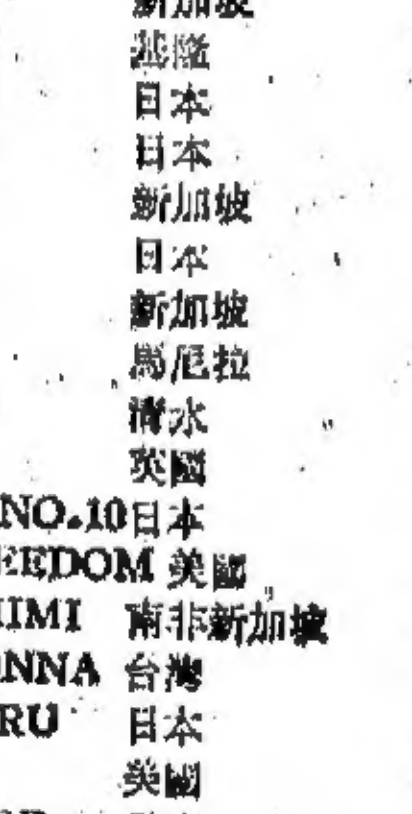 新加坡
基隆
日本
日本
新加坡
日本
新加坡
馬尼拉
清水
英國
NO.10日本
EEDOM 美國
IMI 南非新加坡
NNA 台灣
RU 日本
美國